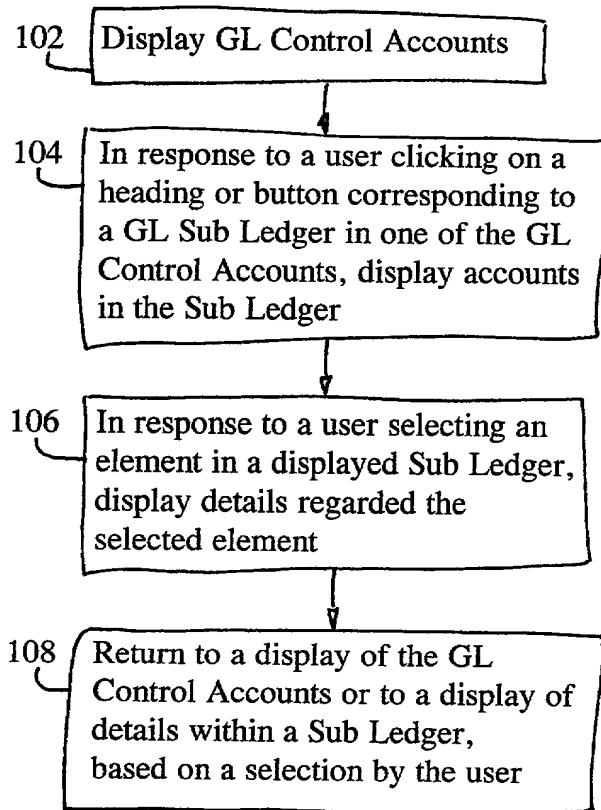 102 Display GL Control Accounts
104 In response to a user clicking on a
heading or button corresponding to
a GL Sub Ledger in one of the GL
Control Accounts, display accounts
in the Sub Ledger
106 In response to a user selecting an
element in a displayed Sub Ledger,
display details regarded the
selected element
108 Return to a display of the GL
Control Accounts or to a display of
details within a Sub Ledger,
based on a selection by the user